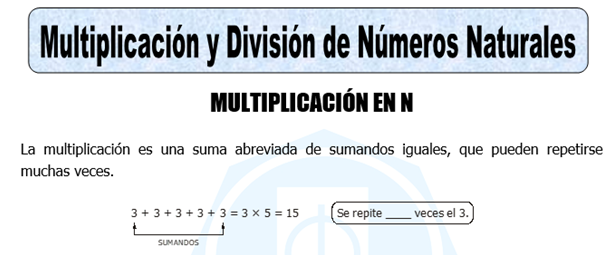 Multiplicación y División de Números Naturales
MULTIPLICACIÓN EN N
La multiplicación es una suma abreviada de sumandos iguales, que pueden repetirse
muchas veces.
3 + 3 + 3 + 3 + 3 = 3 × 5 = 15
Se repite ____ veces el 3.
SUMANDOS